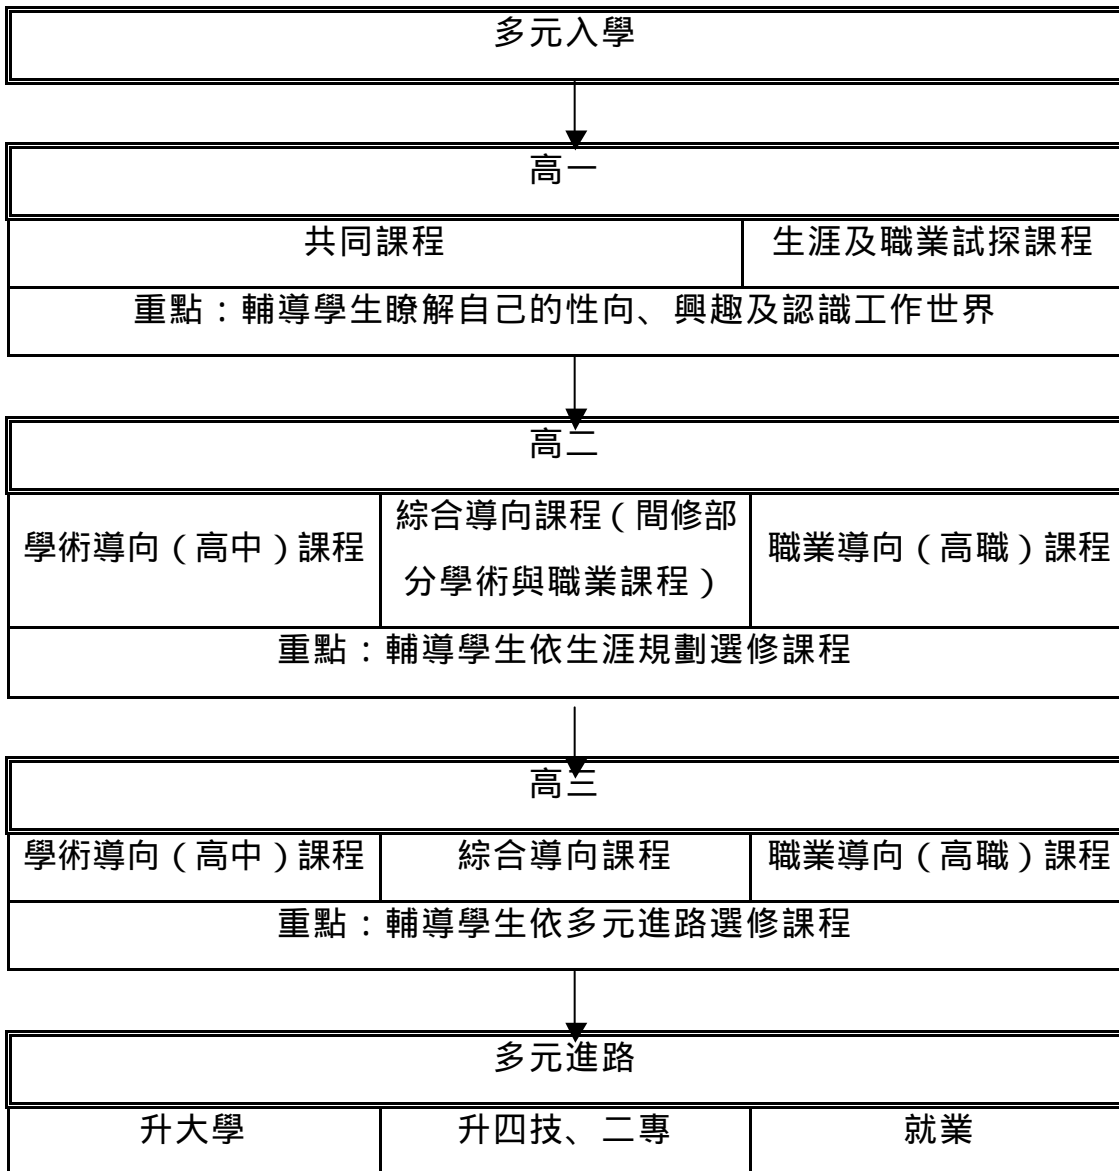 多元入學
高一
共同課程
生涯及職業試探課程
重點：輔導學生瞭解自己的性向、興趣及認識工作世界
高二
學術導向（高中）課程
綜合導向課程（間修部
分學術與職業課程）
職業導向（高職）課程
重點：輔導學生依生涯規劃選修課程
高三
學術導向（高中）課程
綜合導向課程
職業導向（高職）課程
重點：輔導學生依多元進路選修課程
多元進路
升大學
升四技、二專
就業